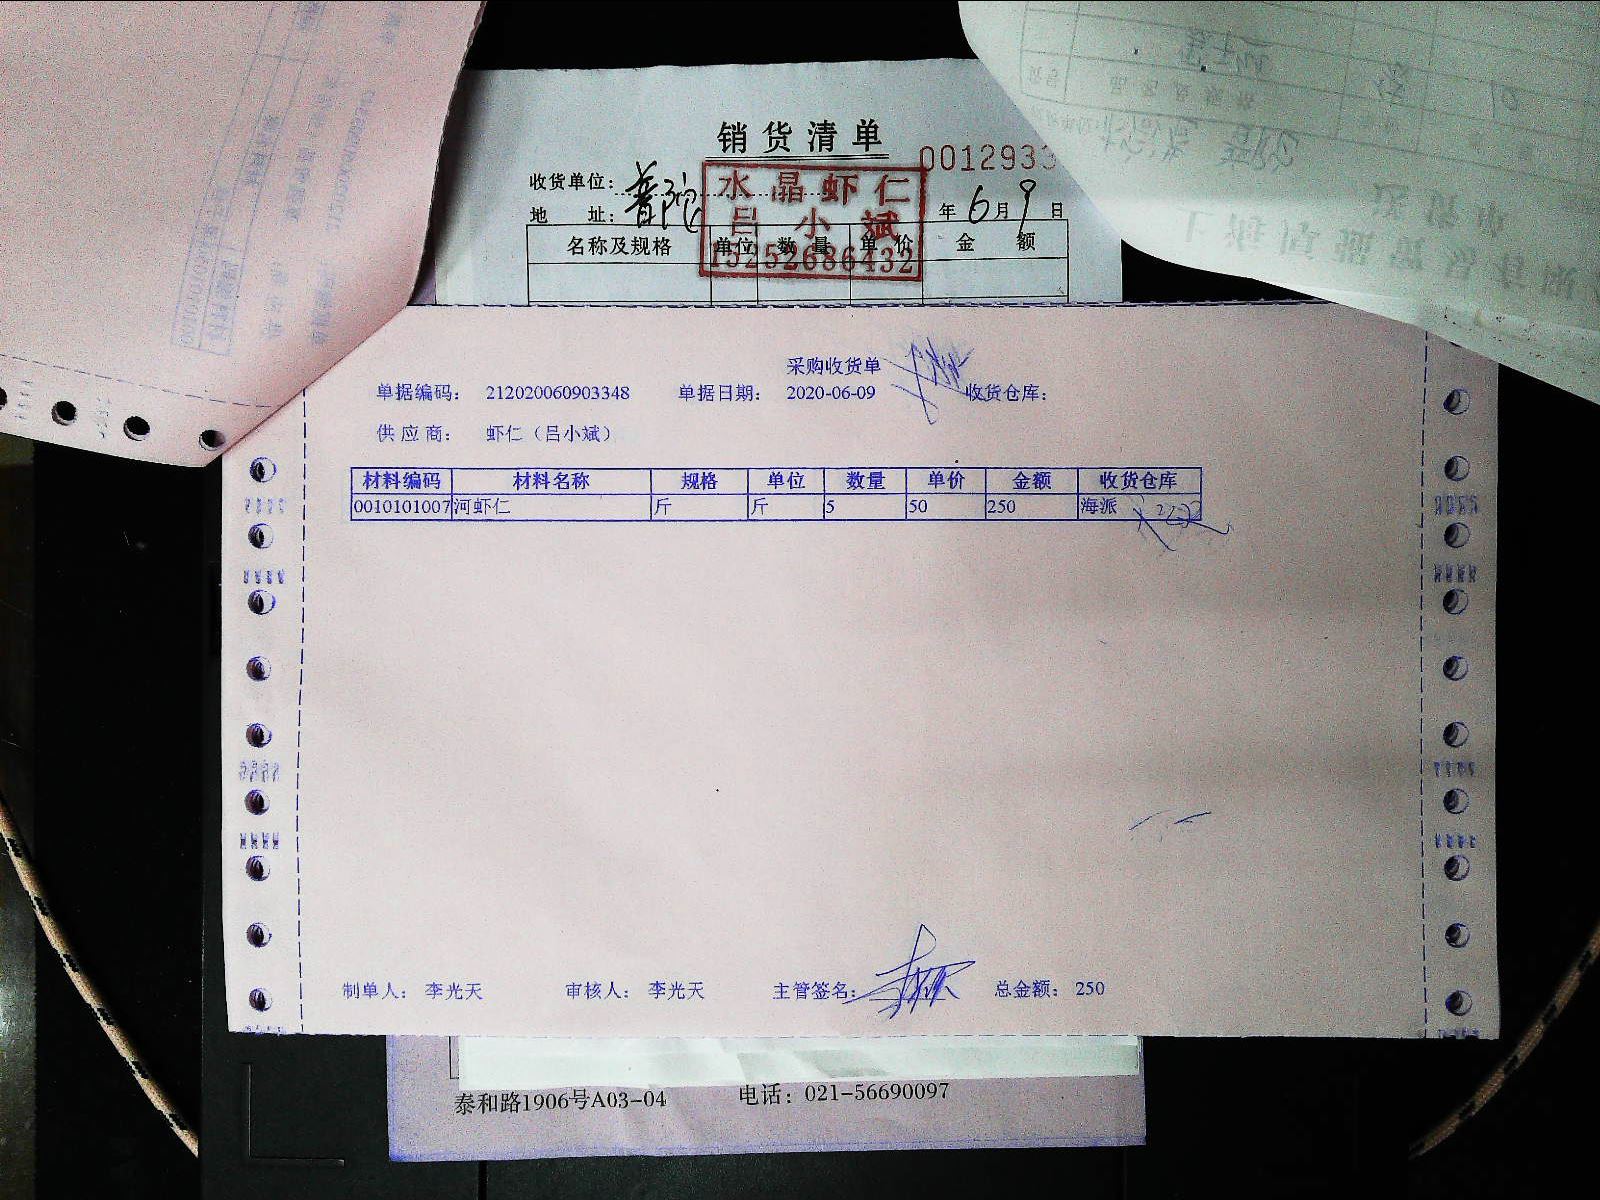 销货清单
0012933
收货单位： 普陀
水晶虾仁
吕小斌
15252686432
地 址：
年 6 月 9 日
名称及规格 单位 数量 单价 金额
采购收货单
单据编码： 212020060903348 单据日期： 2020-06-09 收货仓库：
供应商： 虾仁（吕小斌）
材料编码 材料名称 规格 单位 数量 单价 金额 收货仓库
0010101007 河虾仁 斤 斤 5 50 250 海派
制单人： 李光天 审核人： 李光天 主管签名： 总金额： 250
泰和路1906号A03-04 电话：021-56690097